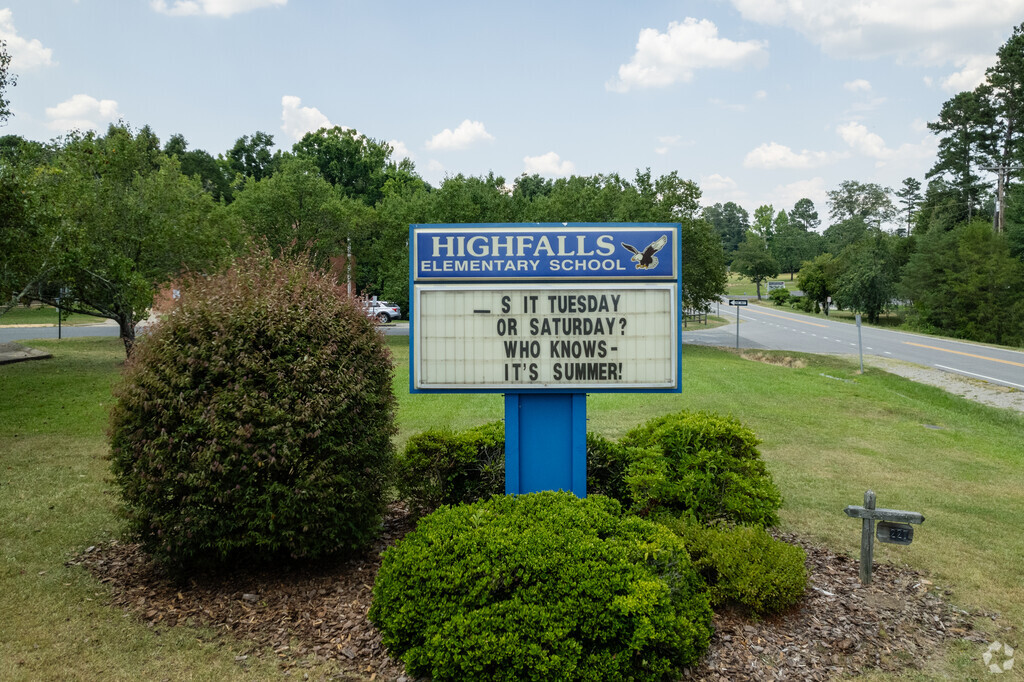 HIGHFALLS
ELEMENTARY SCHOOL
_ S IT TUESDAY
OR SATURDAY?
WHO KNOWS-
IT'S SUMMER!